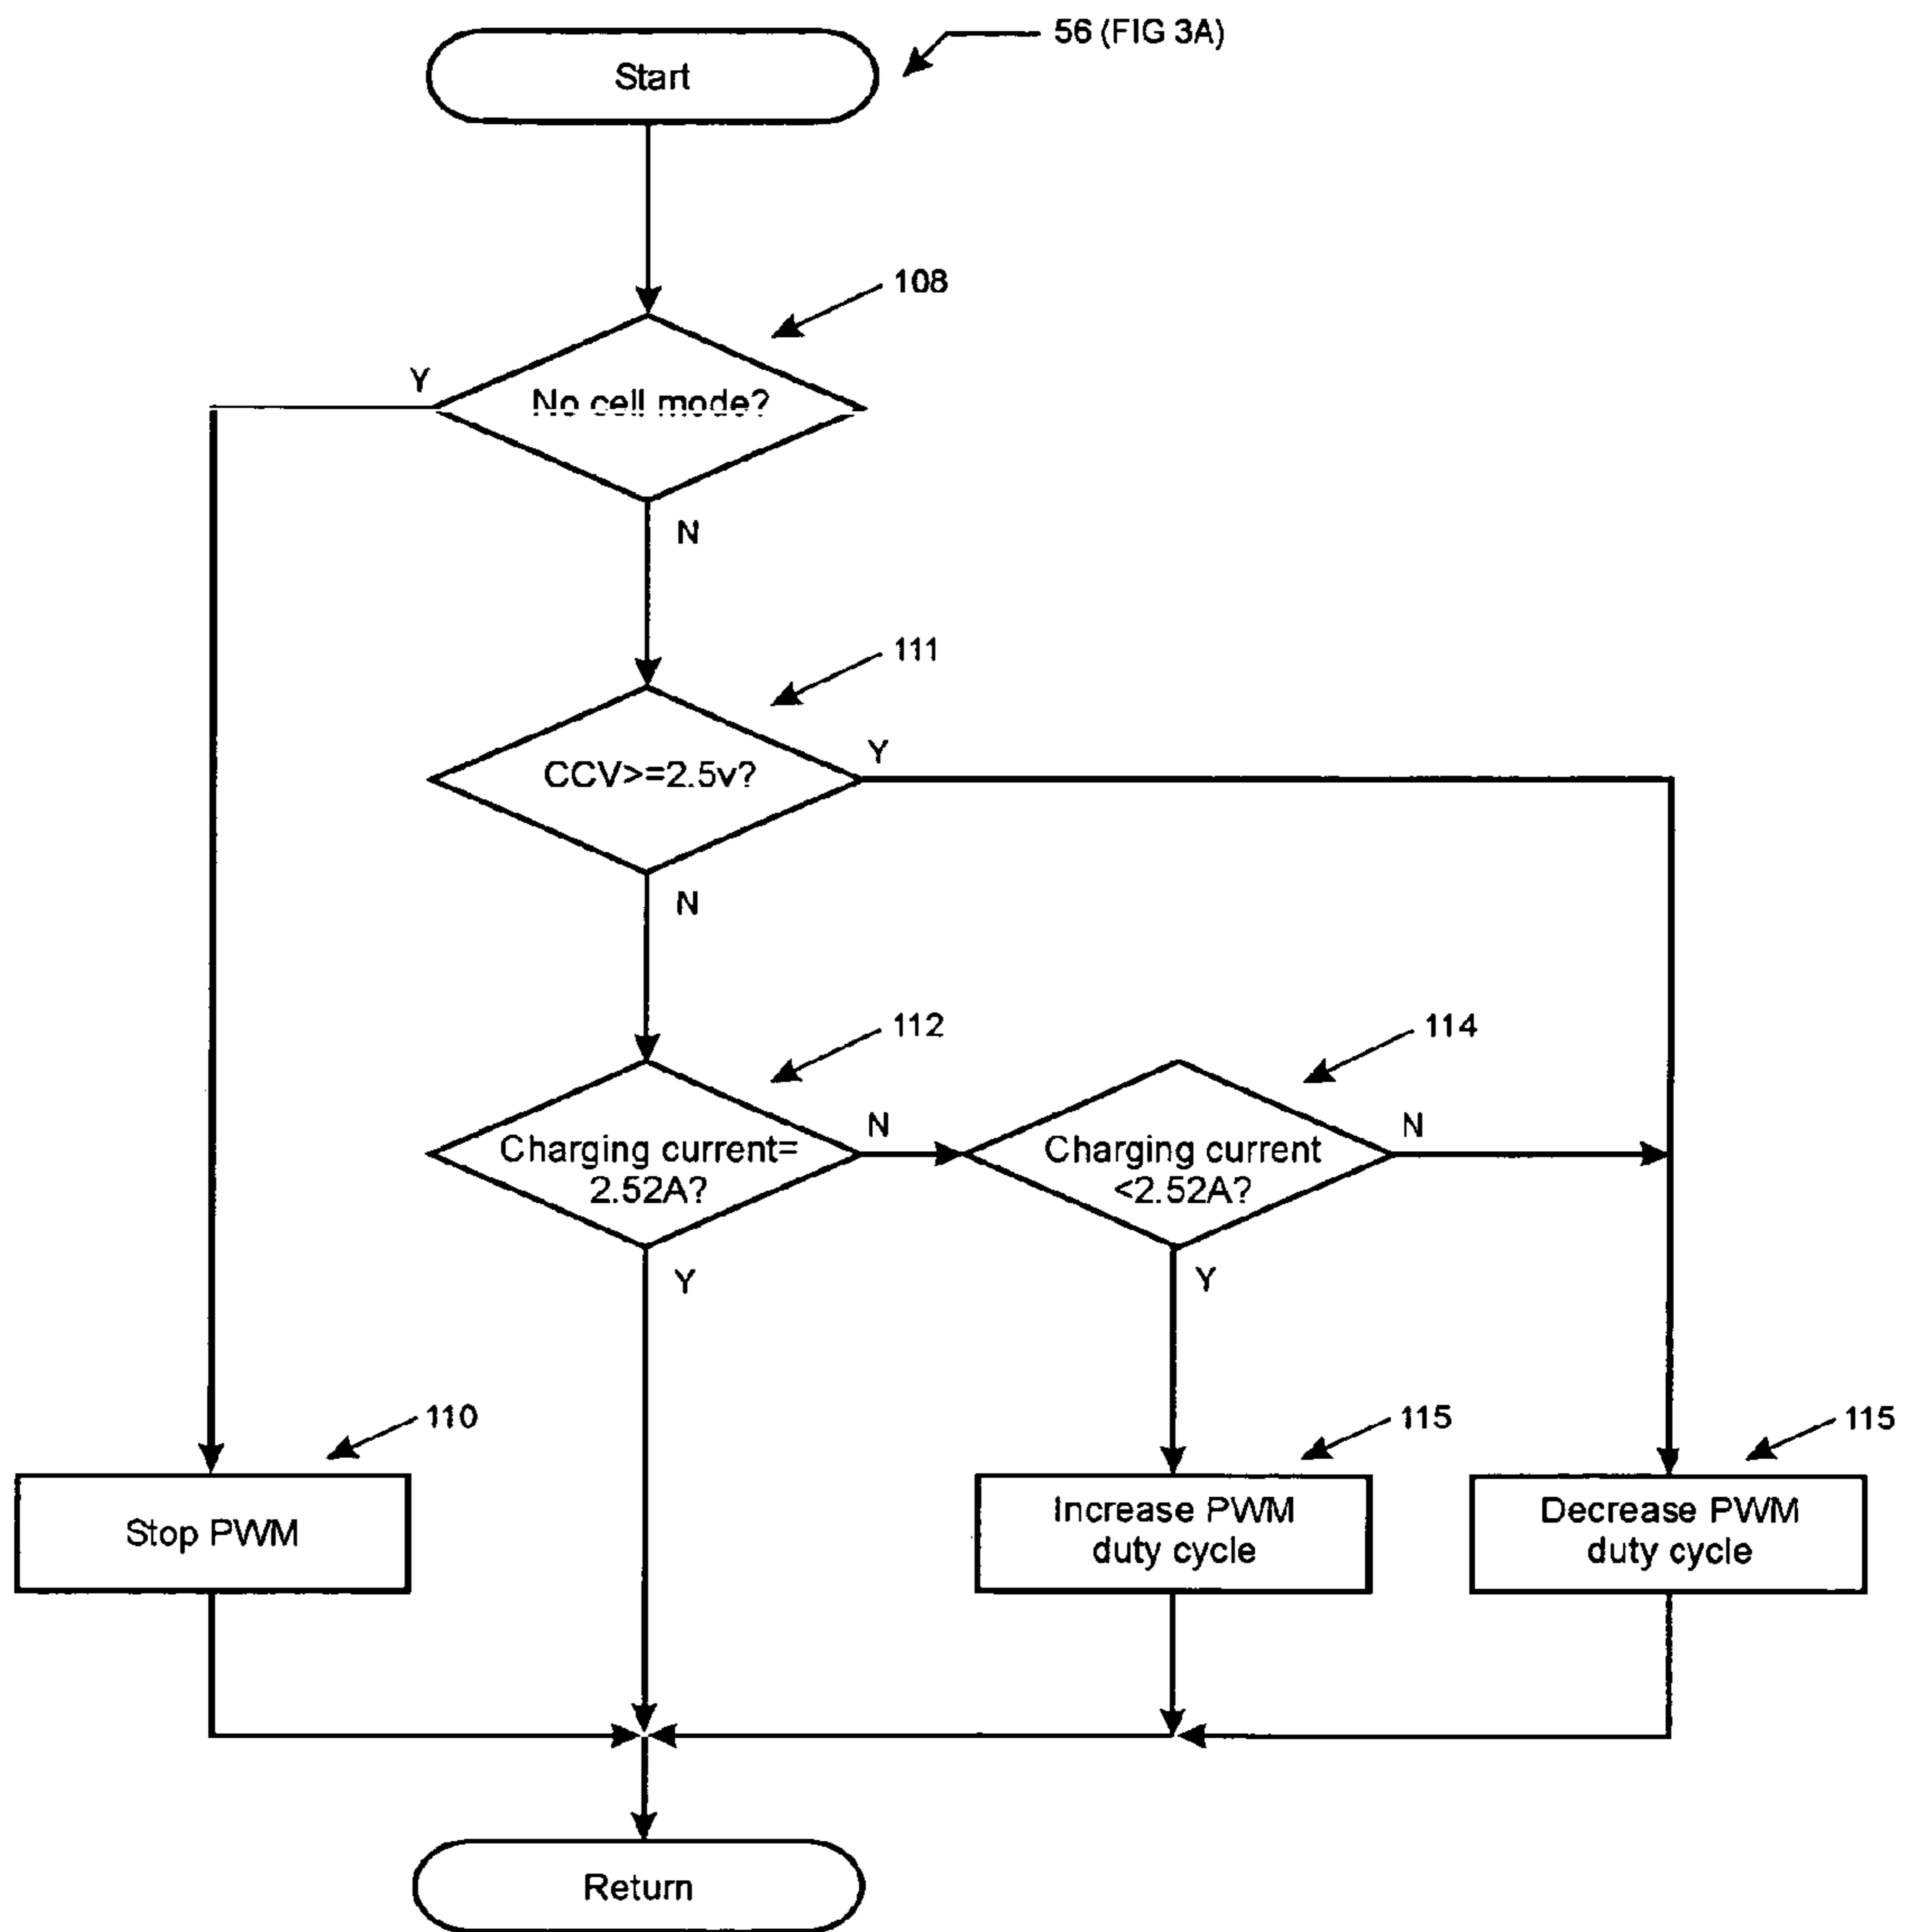 56 (FIG 3A)
Start
108
Y
No cell mode?
N
111
Y
CCV>=2.5v?
N
112
114
N
N
Charging current=
2.52A?
Charging current
<2.52A?
Y
Y
110
115
115
Stop PWM
Increase PWM
duty cycle
Decrease PWM
duty cycle
Return